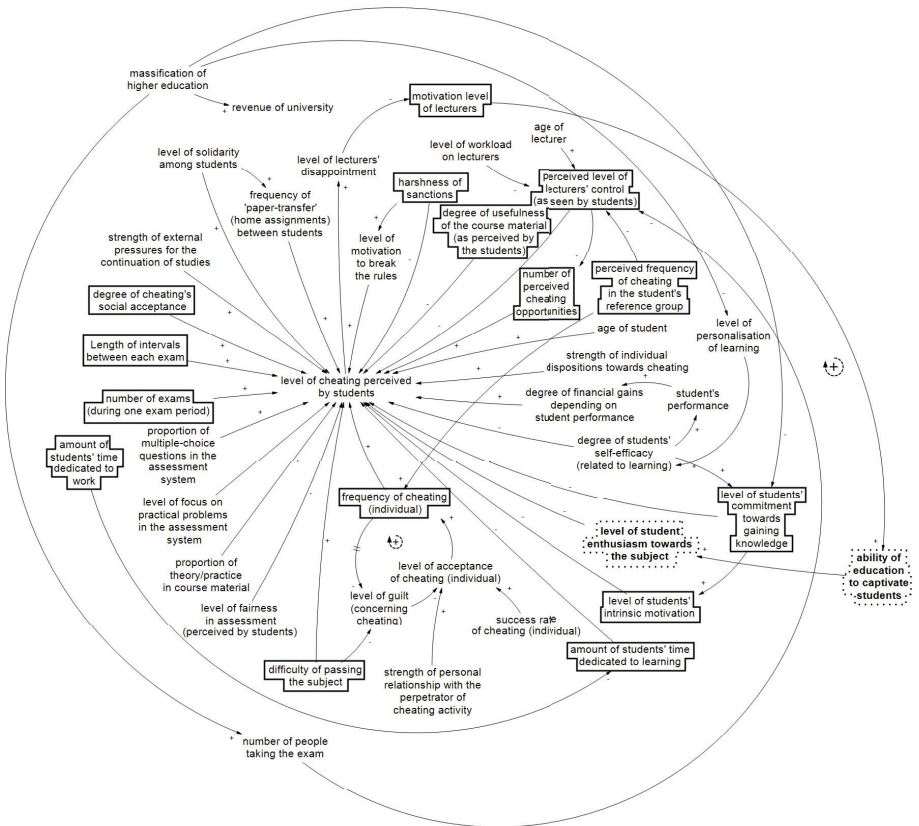 massification of
higher education
revenue of university
motivation level
of lecturers
age of
lecturer
level of workload
on lecturers
level of solidarity
among students
level of lecturers'
disappointment
harshness of
sanctions
perceived level of
lecturers' control
(as seen by students)
frequency of
'paper-transfer'
(home assignments)
between students
degree of usefulness
of the course material
(as perceived by
the students)
level of
motivation
to break
the rules
strength of external
pressures for the
continuation of studies
number of
perceived
cheating
opportunities
perceived frequency
of cheating
in the student's
reference group
degree of cheating's
social acceptance
age of student
level of
personalisation
of learning
Length of intervals
between each exam
strength of individual
dispositions towards cheating
level of cheating perceived
by students
number of exams
(during one exam period)
degree of financial gains
depending on
student performance
student's
performance
proportion of
multiple-choice
questions in the
assessment
system
amount of
students' time
dedicated to
work
degree of students'
self-efficacy
(related to learning)
frequency of cheating
(individual)
level of students'
commitment
towards
gaining
knowledge
level of focus on
practical problems
in the assessment
system
level of student
enthusiasm towards
the subject
ability of
education
to captivate
students
proportion of
theory/practice
in course material
level of acceptance
of cheating (individual)
level of guilt
(concerning
cheating)
level of students'
intrinsic motivation
level of fairness
in assessment
(perceived by students)
success rate
of cheating (individual)
difficulty of passing
the subject
strength of personal
relationship with the
perpetrator of
cheating activity
amount of students' time
dedicated to learning
number of people
taking the exam